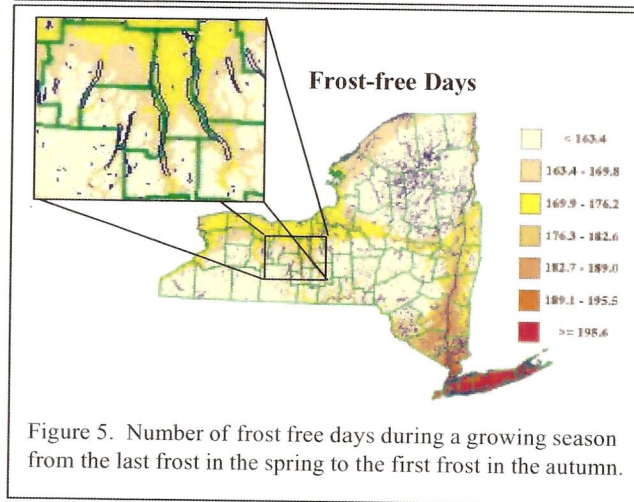 Frost-free Days
< 163.4
163.4 - 169.8
169.9 - 176.2
176.3 - 182.6
182.7 - 189.0
189.1 - 195.5
>= 195.6
Figure 5. Number of frost free days during a growing season
from the last frost in the spring to the first frost in the autumn.